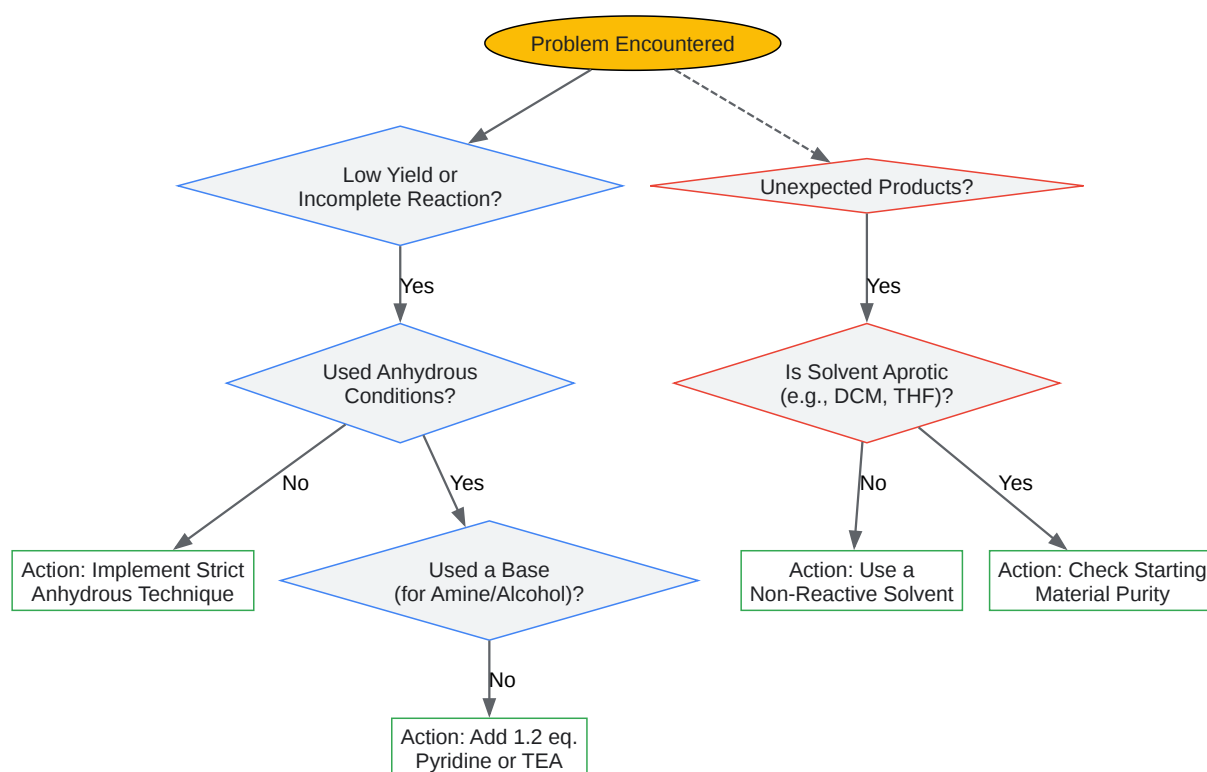 Problem Encountered
Low Yield or
Incomplete Reaction?
Unexpected Products?
Yes
Yes
Used Anhydrous
Conditions?
Is Solvent Aprotic
(e.g., DCM, THF)?
No
Yes
No
Yes
Action: Implement Strict
Anhydrous Technique
Used a Base
(for Amine/Alcohol)?
Action: Use a
Non-Reactive Solvent
Action: Check Starting
Material Purity
No
Action: Add 1.2 eq.
Pyridine or TEA